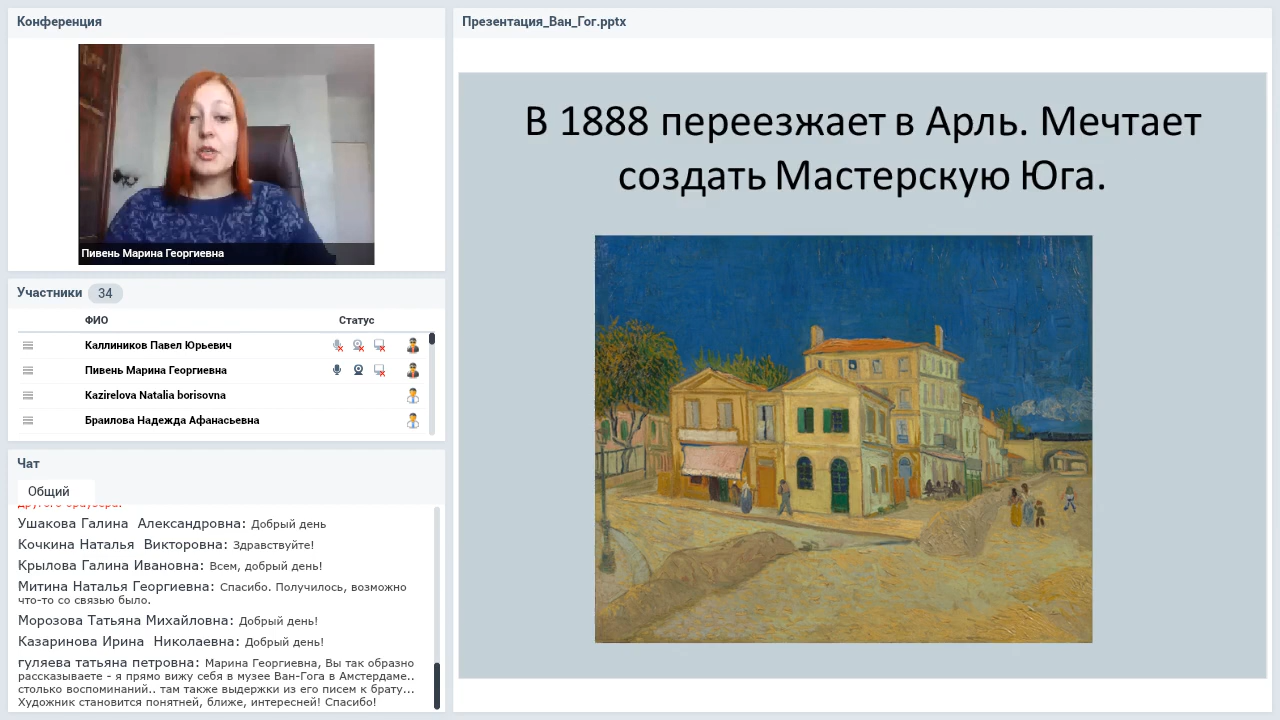 Конференция
Пивень Марина Георгиевна
Участники 34
ФИО Статус
Каллиников Павел Юрьевич
Пивень Марина Георгиевна
Kazirelova Natalia borisovna
Браилова Надежда Афанасьевна
Чат
Общий
другого браузера.
Ушакова Галина Александровна: Добрый день
Кочкина Наталья Викторовна: Здравствуйте!
Крылова Галина Ивановна: Всем, добрый день!
Митина Наталья Георгиевна: Спасибо. Получилось, возможно
что-то со связью было.
Морозова Татьяна Михайловна: Добрый день!
Казаринова Ирина Николаевна: Добрый день!
гуляева татьяна петровна: Марина Георгиевна, Вы так образно
рассказываете - я прямо вижу себя в музее Ван-Гога в Амстердаме..
столько воспоминаний.. там также выдержки из его писем к брату...
Художник становится понятней, ближе, интересней! Спасибо!
Презентация_Ван_Гог.pptx
В 1888 переезжает в Арль. Мечтает
создать Мастерскую Юга.